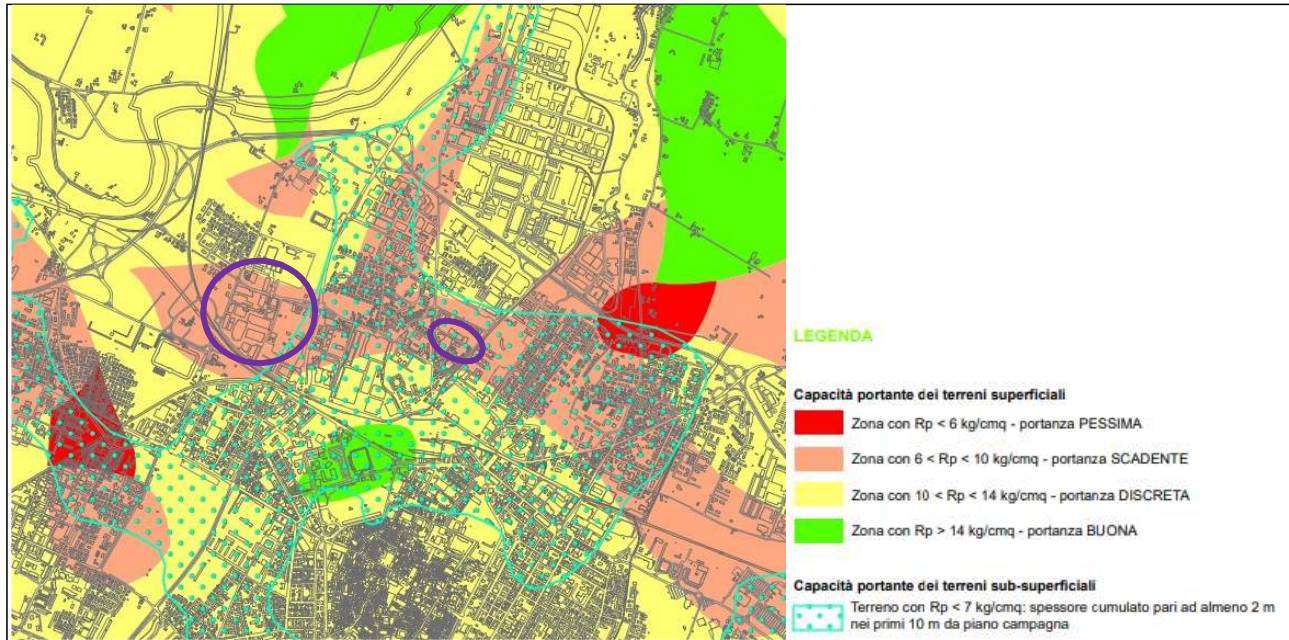 LEGENDA
Capacità portante dei terreni superficiali
Zona con Rp < 6 kg/cmq - portanza PESSIMA
Zona con 6 < Rp < 10 kg/cmq - portanza SCADENTE
Zona con 10 < Rp < 14 kg/cmq - portanza DISCRETA
Zona con Rp > 14 kg/cmq - portanza BUONA
Capacità portante dei terreni sub-superficiali
Terreno con Rp < 7 kg/cmq: spessore cumulato pari ad almeno 2 m
nei primi 10 m da piano campagna